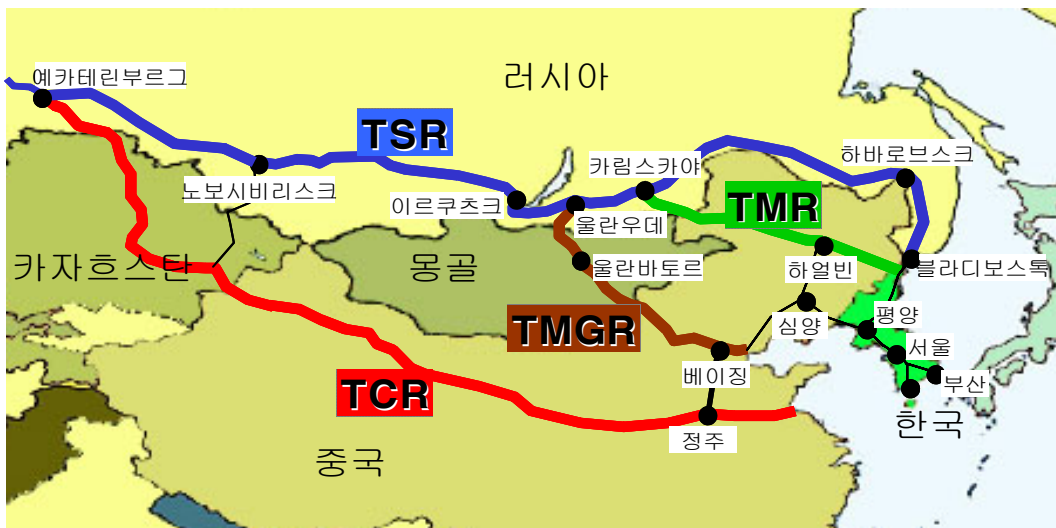 러시아
예카테린부르그
TSR
카림스카야
하바로브스크
노보시비리스크
이르쿠츠크
TMR
울란우데
카자흐스탄
몽골
울란바토르
하얼빈
블라디보스톡
TMGR
심양
평양
서울
베이징
부산
TCR
한국
정주
중국